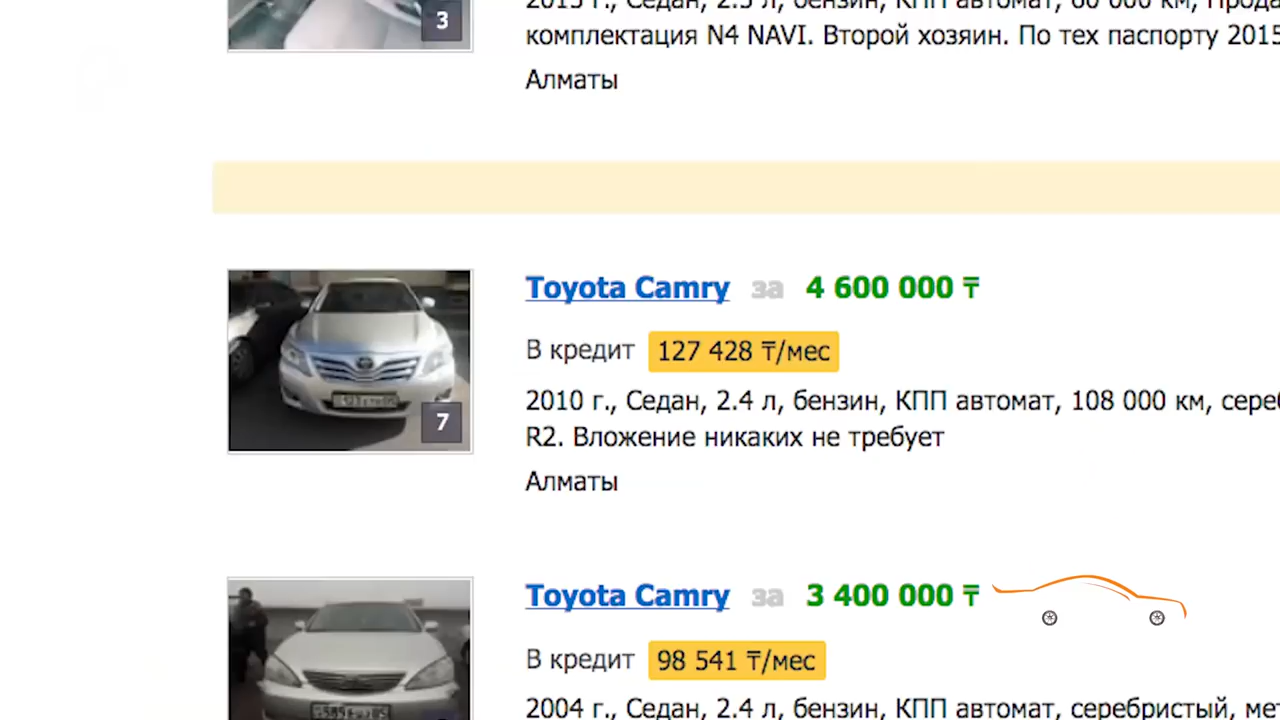 3
комплектация N4 NAVI. Второй хозяин. По тех паспорту 2015
Алматы
Toyota Camry за 4 600 000 ₸
В кредит 127 428 ₸/мес
2010 г., Седан, 2.4 л, бензин, КПП автомат, 108 000 км,
R2. Вложение никаких не требует
7
Алматы
Toyota Camry за 3 400 000 ₸
В кредит 98 541 ₸/мес
2004 г., Седан, 2.4 л, бензин, КПП автомат, серебристый,